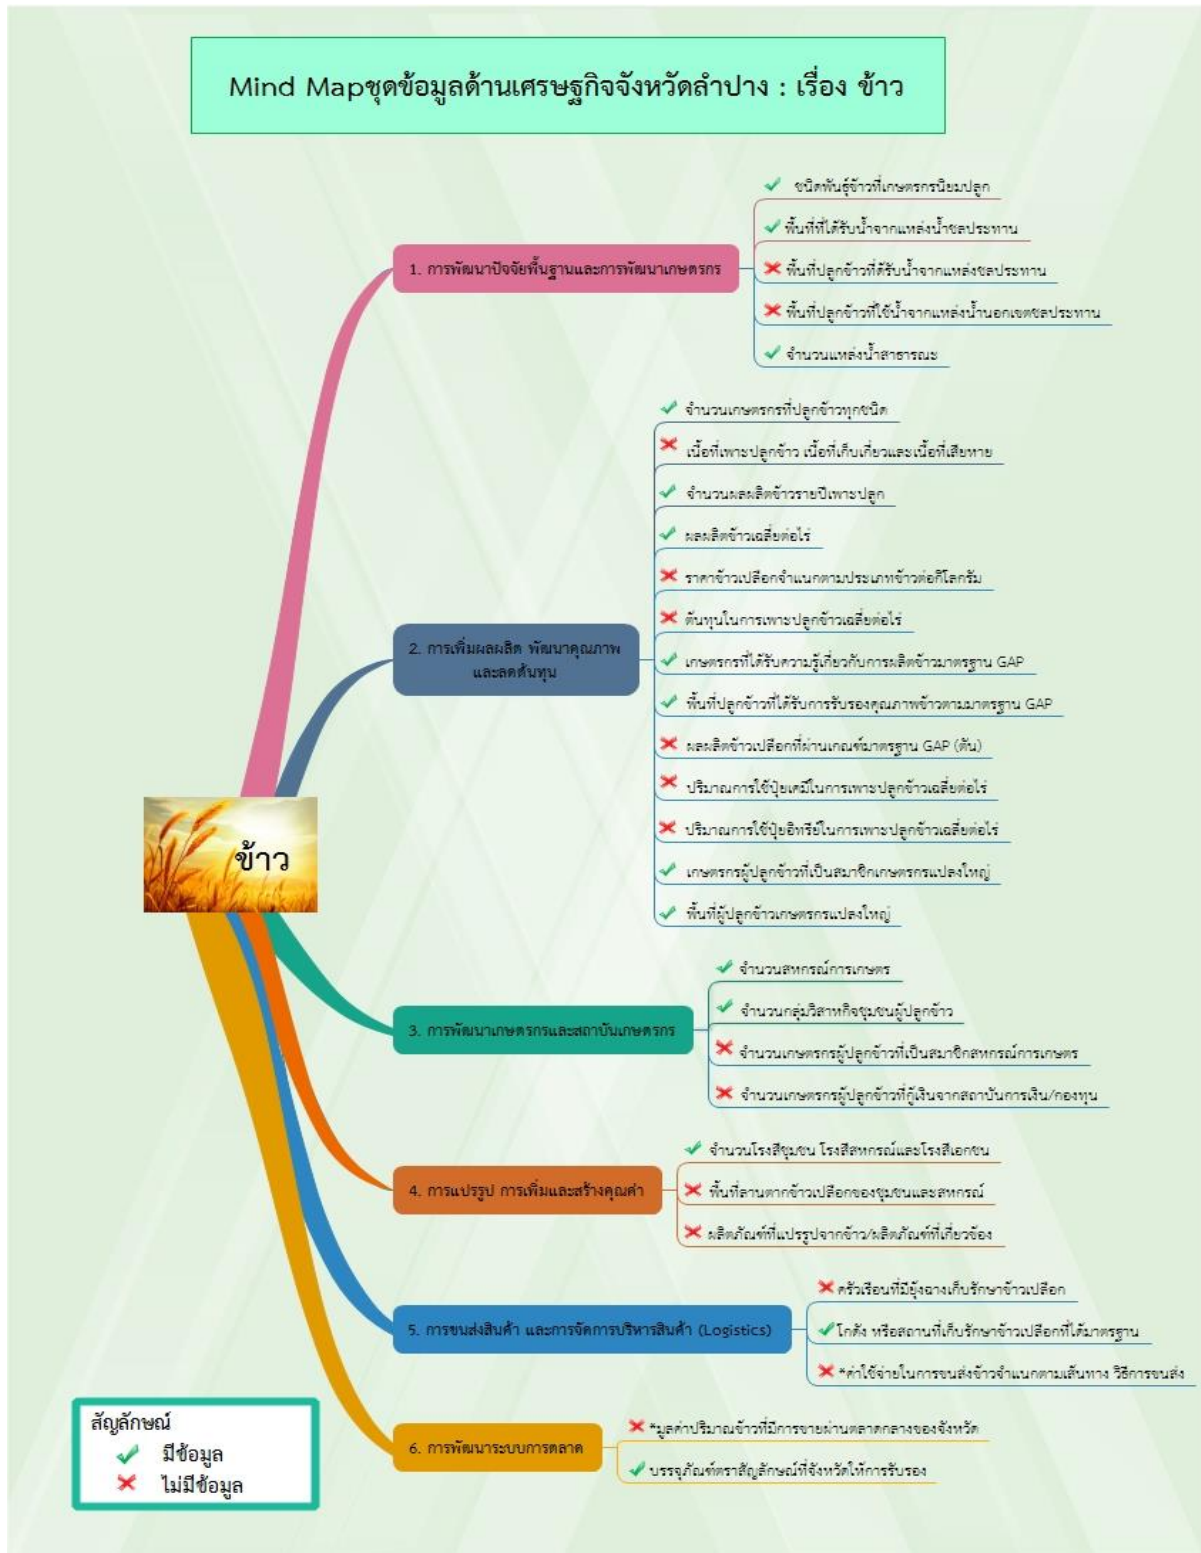 Mind Mapชุดข้อมูลด้านเศรษฐกิจจังหวัดลำปาง : เรื่อง ข้าว
ข้าว
1. การพัฒนาปัจจัยพื้นฐานและการพัฒนาเกษตรกร
ชนิดพันธุ์ข้าวที่เกษตรกรนิยมปลูก
พื้นที่ที่ได้รับน้ำจากแหล่งน้ำชลประทาน
พื้นที่ปลูกข้าวที่ด้รับน้ำจากแหล่งชลประทาน
พื้นที่ปลูกข้าวที่ใช้น้ำจากแหล่งน้ำนอกเขตชลประทาน
จำนวนแหล่งน้ำสาธารณะ
2. การเพิ่มผลผลิต พัฒนาคุณภาพ
และลดต้นทุน
จำนวนเกษตรกรที่ปลูกข้าวทุกชนิด
เนื้อที่เพาะปลูกข้าว เนื้อที่เก็บเกี่ยวและเนื้อที่เสียหาย
จำนวนผลผลิตข้าวรายปีเพาะปลูก
ผลผลิตข้าวเฉลี่ยต่อไร่
ราคาข้าวเปลือกจำแนกตามประเภทข้าวต่อกิโลกรัม
ต้นทุนในการเพาะปลูกข้าวเฉลี่ยต่อไร่
เกษตรกรที่ได้รับความรู้เกี่ยวกับการผลิตข้าวมาตรฐาน GAP
พื้นที่ปลูกข้าวที่ได้รับการรับรองคุณภาพข้าวตามมาตรฐาน GAP
ผลผลิตข้าวเปลือกที่ผ่านเกณฑ์มาตรฐาน GAP (ตัน)
ปริมาณการใช้ปุ๋ยเคมีในการเพาะปลูกข้าวเฉลี่ยต่อไร่
ปริมาณการใช้ปุ๋ยอิทรีย์ในการเพาะปลูกข้าวเฉลี่ยต่อไร่
เกษตรกรผู้ปลูกข้าวที่เป็นสมาชิกเกษตรกรแปลงใหญ่
พื้นที่ผู้ปลูกข้าวเกษตรกรแปลงใหญ่
3. การพัฒนาเกษตรกรและสถาบันเกษตรกร
จำนวนสหกรณ์การเกษตร
จำนวนกลุ่มวิสาหกิจชุมชนผู้ปลูกข้าว
จำนวนเกษตรกรผู้ปลูกข้าวที่เป็นสมาชิกสหกรณ์การเกษตร
จำนวนเกษตรกรผู้ปลูกข้าวที่กู้เงินจากสถาบันการเงิน/กองทุน
4. การแปรรูป การเพิ่มและสร้างคุณค่า
จำนวนโรงสีชุมชน โรงสีสหกรณ์และโรงสีเอกชน
พื้นที่ลานตากข้าวเปลือกของชุมชนและสหกรณ์
ผลิตภัณฑ์ที่แปรรูปจากข้าว/ผลิตภัณฑ์ที่เกี่ยวข้อง
5. การขนส่งสินค้า และการจัดการบริหารสินค้า (Logistics)
ครัวเรือนที่มียุ้งฉางเก็บรักษาข้าวเปลือก
โกดัง หรือสถานที่เก็บรักษาข้าวเปลือกที่ได้มาตรฐาน
*ค่าใช้จ่ายในการขนส่งข้าวจำแนกตามเส้นทาง วิธีการขนส่ง
6. การพัฒนาระบบการตลาด
*มูลค่าปริมาณข้าวที่มีการขายผ่านตลาดกลางของจังหวัด
บรรจุภัณฑ์ตราสัญลักษณ์ที่จังหวัดให้การรับรอง
สัญลักษณ์
มีข้อมูล
ไม่มีข้อมูล